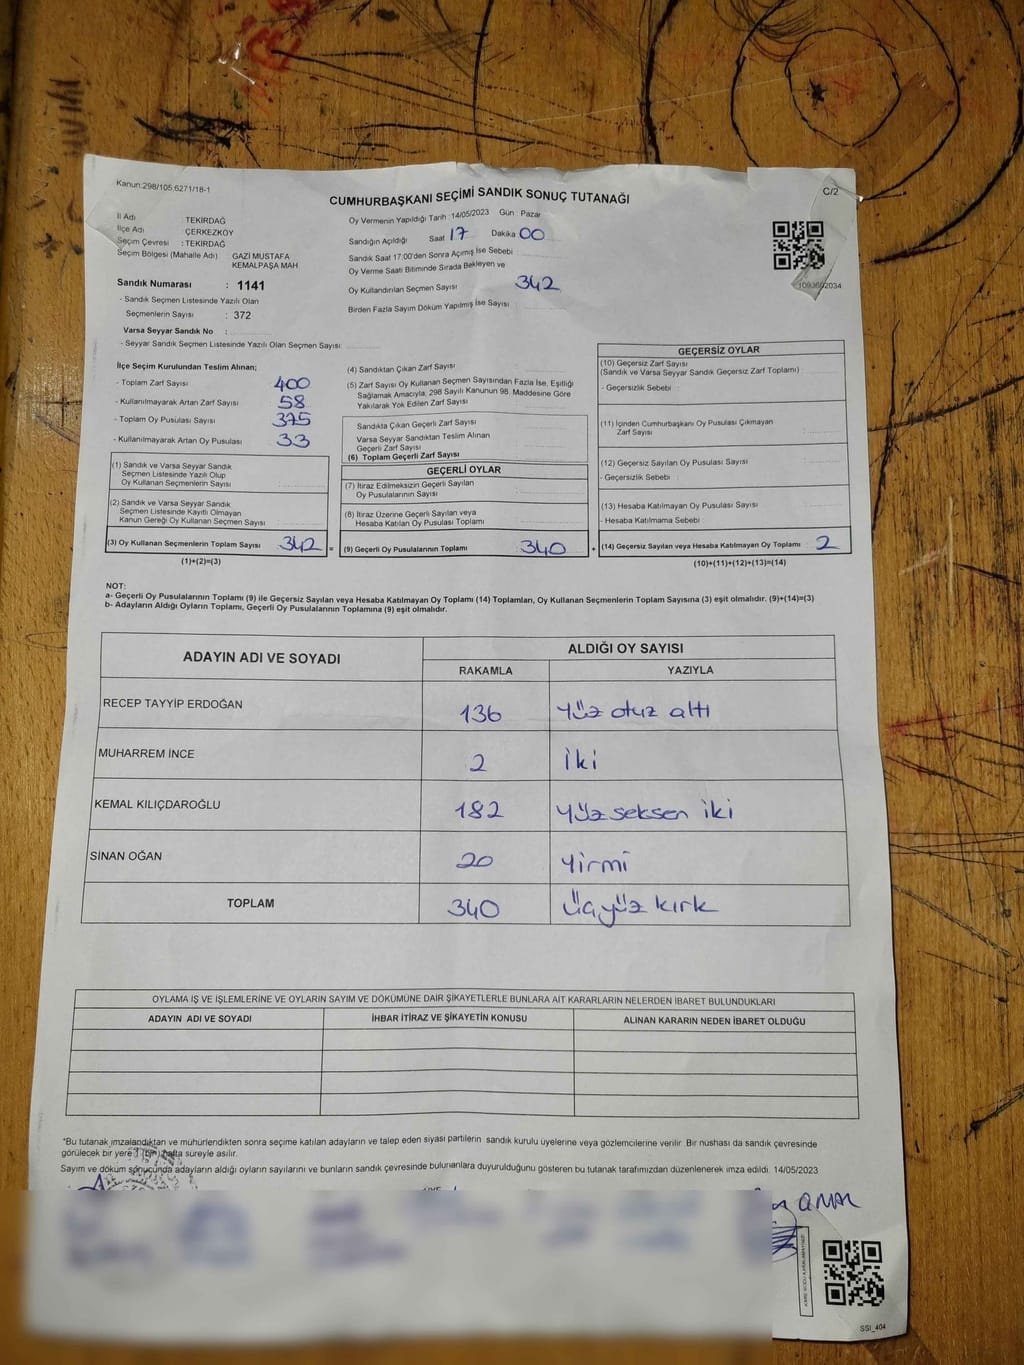 Kanun:298/105,6271/18-1
CUMHURBAŞKANI SEÇİMİ SANDIK SONUÇ TUTANAĞI
C/2
İl Adı TEKİRDAĞ
İlçe Adı ÇERKEZKÖY
Seçim Çevresi : TEKİRDAĞ
Seçim Bölgesi (Mahalle Adı) GAZİ MUSTAFA KEMALPAŞA MAH
Sandık Numarası : 1141
- Sandık Seçmen Listesinde Yazılı Olan
Seçmenlerin Sayısı : 372
Varsa Seyyar Sandık No :
- Seyyar Sandık Seçmen Listesinde Yazılı Olan Seçmen Sayısı:
Oy Vermenin Yapıldığı Tarih 14/05/2023 Gün : Pazar
Sandığın Açıldığı Saat 17 Dakika 00
Sandık Saat 17:00'den Sonra Açılmış İse Sebebi
Oy Verme Saati Bitiminde Sırada Bekleyen ve
Oy Kullandırılan Seçmen Sayısı 342
Birden Fazla Sayım Döküm Yapılmış İse Sayısı
İlçe Seçim Kurulundan Teslim Alınan;
- Toplam Zarf Sayısı 400
- Kullanılmayarak Artan Zarf Sayısı 58
- Toplam Oy Pusulası Sayısı 375
- Kullanılmayarak Artan Oy Pusulası 33
(1) Sandık ve Varsa Seyyar Sandık
Seçmen Listesinde Yazılı Olup
Oy Kullanan Seçmen Sayısı
(2) Sandık ve Varsa Seyyar Sandık
Seçmen Listesinde Kayıtlı Olmayan
Kanun Gereği Oy Kullanan Seçmen Sayısı
(3) Oy Kullanan Seçmenlerin Toplam Sayısı 342 =
(1)+(2)=(3)
(4) Sandıktan Çıkan Zarf Sayısı
(5) Zarf Sayısı Oy Kullanan Seçmen Sayısından Fazla İse, Eşitliği
Sağlamak Amacıyla, 298 Sayılı Kanunun 98. Maddesine Göre
Yakılarak Yok Edilen Zarf Sayısı
Sandıkta Çıkan Geçerli Zarf Sayısı
Varsa Seyyar Sandıktan Teslim Alınan
Geçerli Zarf Sayısı
(6) Toplam Geçerli Zarf Sayısı
GEÇERLİ OYLAR
(7) İtiraz Edilmeksizin Geçerli Sayılan
Oy Pusulalarının Sayısı
(8) İtiraz Üzerine Geçerli Sayılan veya
Hesaba Katılan Oy Pusulası Toplamı
(9) Geçerli Oy Pusulalarının Toplamı 340 +
GEÇERSİZ OYLAR
(10) Geçersiz Zarf Sayısı
(Sandık ve Varsa Seyyar Sandık Geçersiz Zarf Toplamı)
- Geçersizlik Sebebi :
(11) İçinden Cumhurbaşkanı Oy Pusulası Çıkmayan
Zarf Sayısı
(12) Geçersiz Sayılan Oy Pusulası Sayısı
- Geçersizlik Sebebi :
(13) Hesaba Katılmayan Oy Pusulası Sayısı
- Hesaba Katılmama Sebebi :
(14) Geçersiz Sayılan veya Hesaba Katılmayan Oy Toplamı 2
(10)+(11)+(12)+(13)=(14)
NOT:
a- Geçerli Oy Pusulalarının Toplamı (9) ile Geçersiz Sayılan veya Hesaba Katılmayan Oy Toplamı (14) Toplamları, Oy Kullanan Seçmenlerin Toplam Sayısına (3) eşit olmalıdır. (9)+(14)=(3)
b- Adayların Aldığı Oyların Toplamı, Geçerli Oy Pusulalarının Toplamına (9) eşit olmalıdır.
ADAYIN ADI VE SOYADI ALDIĞI OY SAYISI
RAKAMLA YAZIYLA
RECEP TAYYİP ERDOĞAN 136 yüz otuz altı
MUHARREM İNCE 2 iki
KEMAL KILIÇDAROĞLU 182 yüz seksen iki
SİNAN OĞAN 20 yirmi
TOPLAM 340 üçyüz kırk
OYLAMA İŞ VE İŞLEMLERİNE VE OYLARIN SAYIM VE DÖKÜMÜNE DAİR ŞİKAYETLERLE BUNLARA AİT KARARLARIN NELERDEN İBARET BULUNDUKLARI
ADAYIN ADI VE SOYADI İHBAR İTİRAZ VE ŞİKAYETİN KONUSU ALINAN KARARIN NEDEN İBARET OLDUĞU
*Bu tutanak imzalandıktan ve mühürlendikten sonra seçime katılan adayların ve talep eden siyasi partilerin sandık kurulu üyelerine veya gözlemcilerine verilir. Bir nüshası da sandık çevresinde
görülecek bir yere 1 (bir) hafta süreyle asılır.
Sayım ve döküm sonucunda adayların aldığı oyların sayılarını ve bunların sandık çevresinde bulunanlara duyurulduğunu gösteren bu tutanak tarafımızdan düzenlenerek imza edildi. 14/05/2023
SSI_404